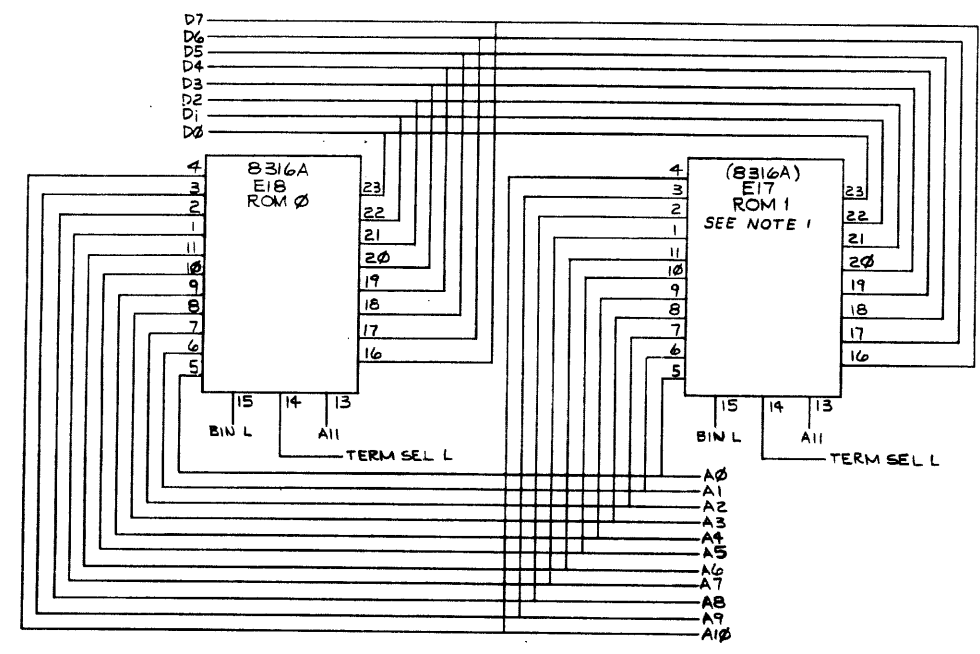 D7
D6
D5
D4
D3
D2
D1
DØ
4
3
2
1
11
1Ø
9
8
7
6
5
8316A
E18
ROM Ø
23
22
21
2Ø
19
18
17
16
15
14
13
BIN L
A11
TERM SEL L
4
3
2
1
11
1Ø
9
8
7
6
5
(8316A)
E17
ROM 1
SEE NOTE 1
23
22
21
2Ø
19
18
17
16
15
14
13
BIN L
A11
TERM SEL L
AØ
A1
A2
A3
A4
A5
A6
A7
A8
A9
A1Ø